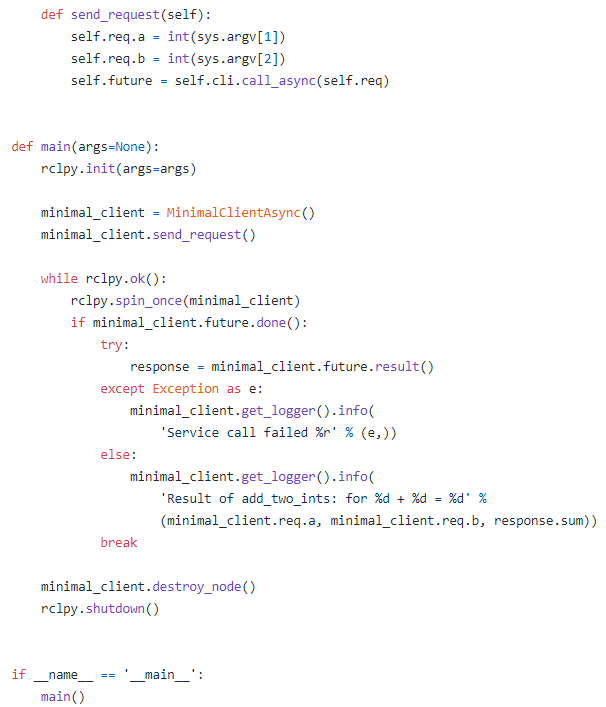 def send_request(self):
        self.req.a = int(sys.argv[1])
        self.req.b = int(sys.argv[2])
        self.future = self.cli.call_async(self.req)


def main(args=None):
    rclpy.init(args=args)

    minimal_client = MinimalClientAsync()
    minimal_client.send_request()

    while rclpy.ok():
        rclpy.spin_once(minimal_client)
        if minimal_client.future.done():
            try:
                response = minimal_client.future.result()
            except Exception as e:
                minimal_client.get_logger().info(
                    'Service call failed %r' % (e,))
            else:
                minimal_client.get_logger().info(
                    'Result of add_two_ints: for %d + %d = %d' %
                    (minimal_client.req.a, minimal_client.req.b, response.sum))
            break

    minimal_client.destroy_node()
    rclpy.shutdown()


if __name__ == '__main__':
    main()